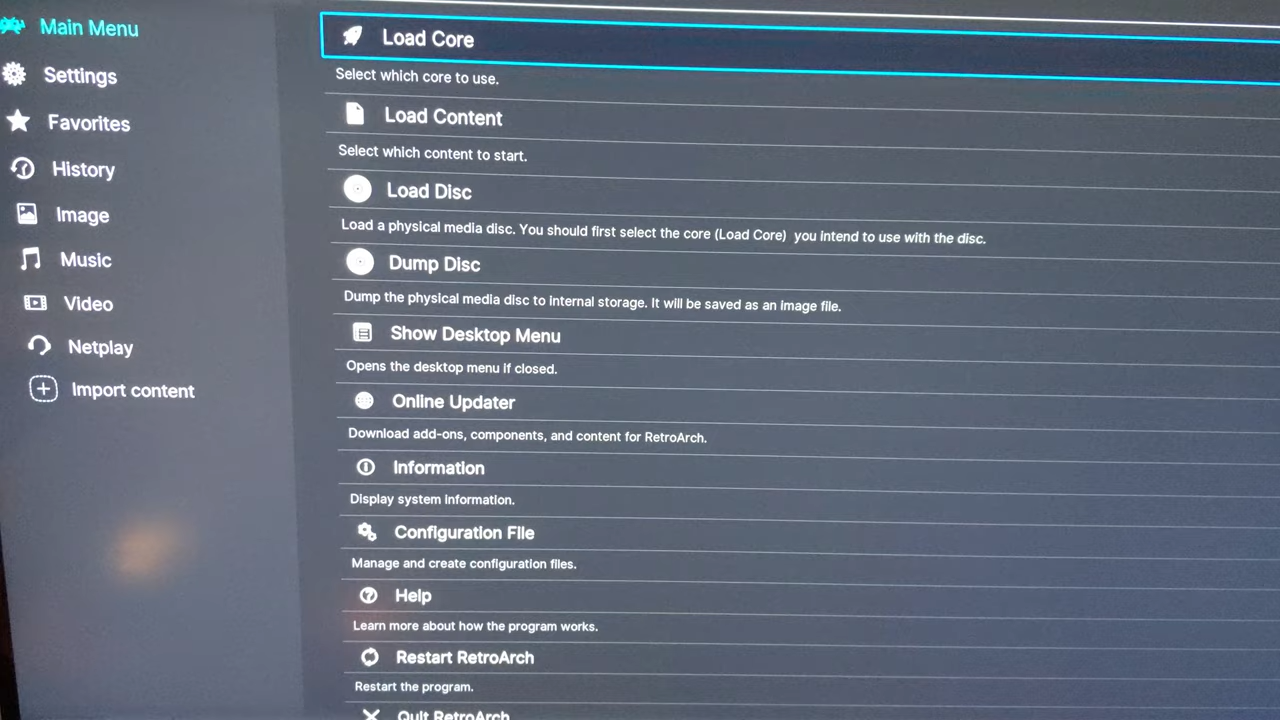 Main Menu
Settings
Favorites
History
Image
Music
Video
Netplay
Import content
Load Core
Select which core to use.
Load Content
Select which content to start.
Load Disc
Load a physical media disc. You should first select the core (Load Core) you intend to use with the disc.
Dump Disc
Dump the physical media disc to internal storage. It will be saved as an image file.
Show Desktop Menu
Opens the desktop menu if closed.
Online Updater
Download add-ons, components, and content for RetroArch.
Information
Display system information.
Configuration File
Manage and create configuration files.
Help
Learn more about how the program works.
Restart RetroArch
Restart the program.
Quit RetroArch